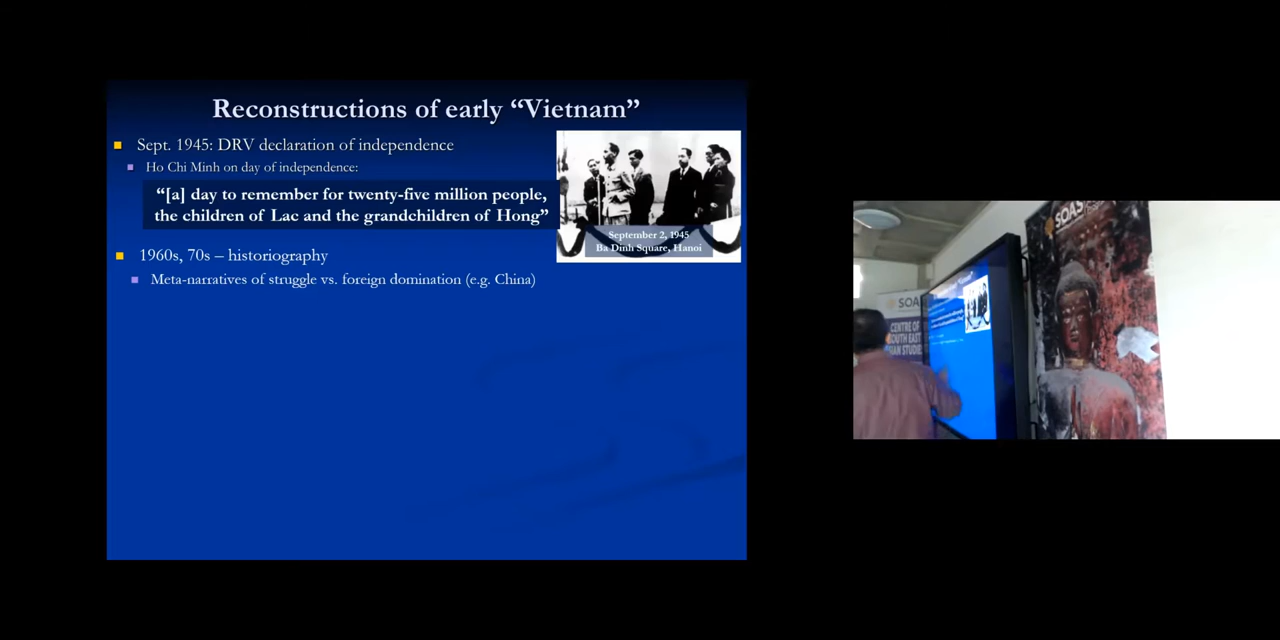 Reconstructions of early “Vietnam”
Sept. 1945: DRV declaration of independence
Ho Chi Minh on day of independence:
“[a] day to remember for twenty-five million people,
the children of Lac and the grandchildren of Hong”
September 2, 1945
Ba Dinh Square, Hanoi
1960s, 70s – historiography
Meta-narratives of struggle vs. foreign domination (e.g. China)
SOAS
SOAS
CENTRE OF
SOUTH EAST
ASIAN STUDIES